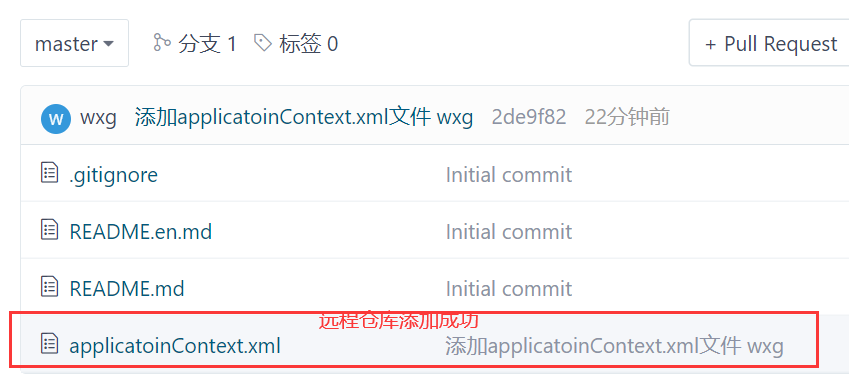 master 分支 1 标签 0 + Pull Request
W wxg 添加applicatoinContext.xml文件 wxg 2de9f82 22分钟前
.gitignore Initial commit
README.en.md Initial commit
README.md Initial commit
远程仓库添加成功
applicatoinContext.xml 添加applicatoinContext.xml文件 wxg